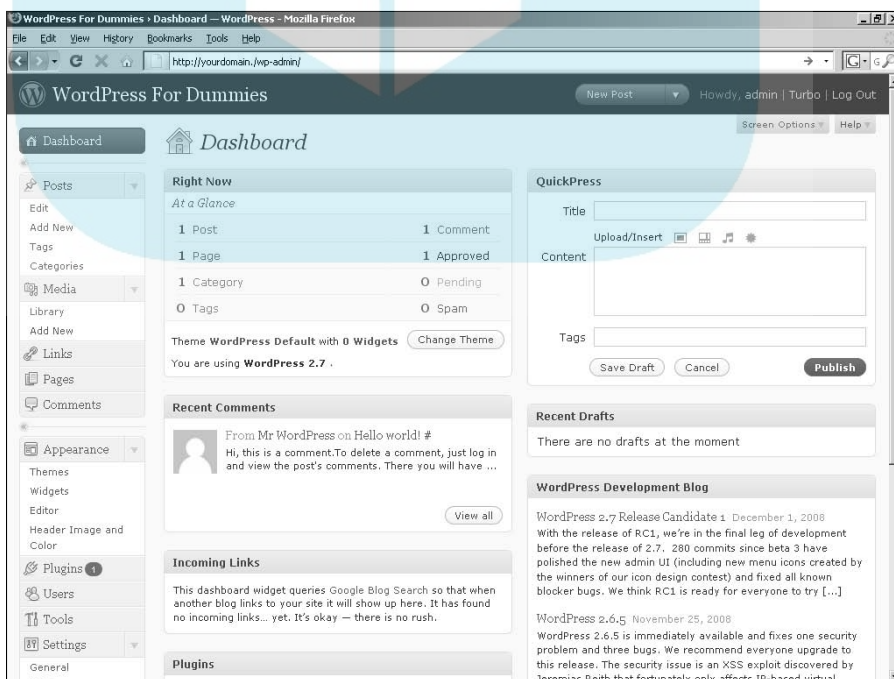 WordPress For Dummies › Dashboard — WordPress - Mozilla Firefox
File Edit View History Bookmarks Tools Help
http://yourdomain./wp-admin/
WordPress For Dummies
New Post
Howdy, admin | Turbo | Log Out
Screen Options
Help
Dashboard
Posts
Edit
Add New
Tags
Categories
Media
Library
Add New
Links
Pages
Comments
Appearance
Themes
Widgets
Editor
Header Image and
Color
Plugins 1
Users
Tools
Settings
General
Dashboard
Right Now
At a Glance
1 Post 1 Comment
1 Page 1 Approved
1 Category 0 Pending
0 Tags 0 Spam
Theme WordPress Default with 0 Widgets Change Theme
You are using WordPress 2.7 .
Recent Comments
From Mr WordPress on Hello world! #
Hi, this is a comment.To delete a comment, just log in
and view the post's comments. There you will have ...
View all
Incoming Links
This dashboard widget queries Google Blog Search so that when
another blog links to your site it will show up here. It has found
no incoming links... yet. It's okay — there is no rush.
Plugins
QuickPress
Title
Upload/Insert
Content
Tags
Save Draft Cancel Publish
Recent Drafts
There are no drafts at the moment
WordPress Development Blog
WordPress 2.7 Release Candidate 1 December 1, 2008
With the release of RC1, we're in the final leg of development
before the release of 2.7. 280 commits since beta 3 have
polished the new admin UI (including new menu icons created by
the winners of our icon design contest) and fixed all known
blocker bugs. We think RC1 is ready for everyone to try [...]
WordPress 2.6.5 November 25, 2008
WordPress 2.6.5 is immediately available and fixes one security
problem and three bugs. We recommend everyone upgrade to
this release. The security issue is an XSS exploit discovered by
Jeremias Reith that fortunately only affects IP-based virtual